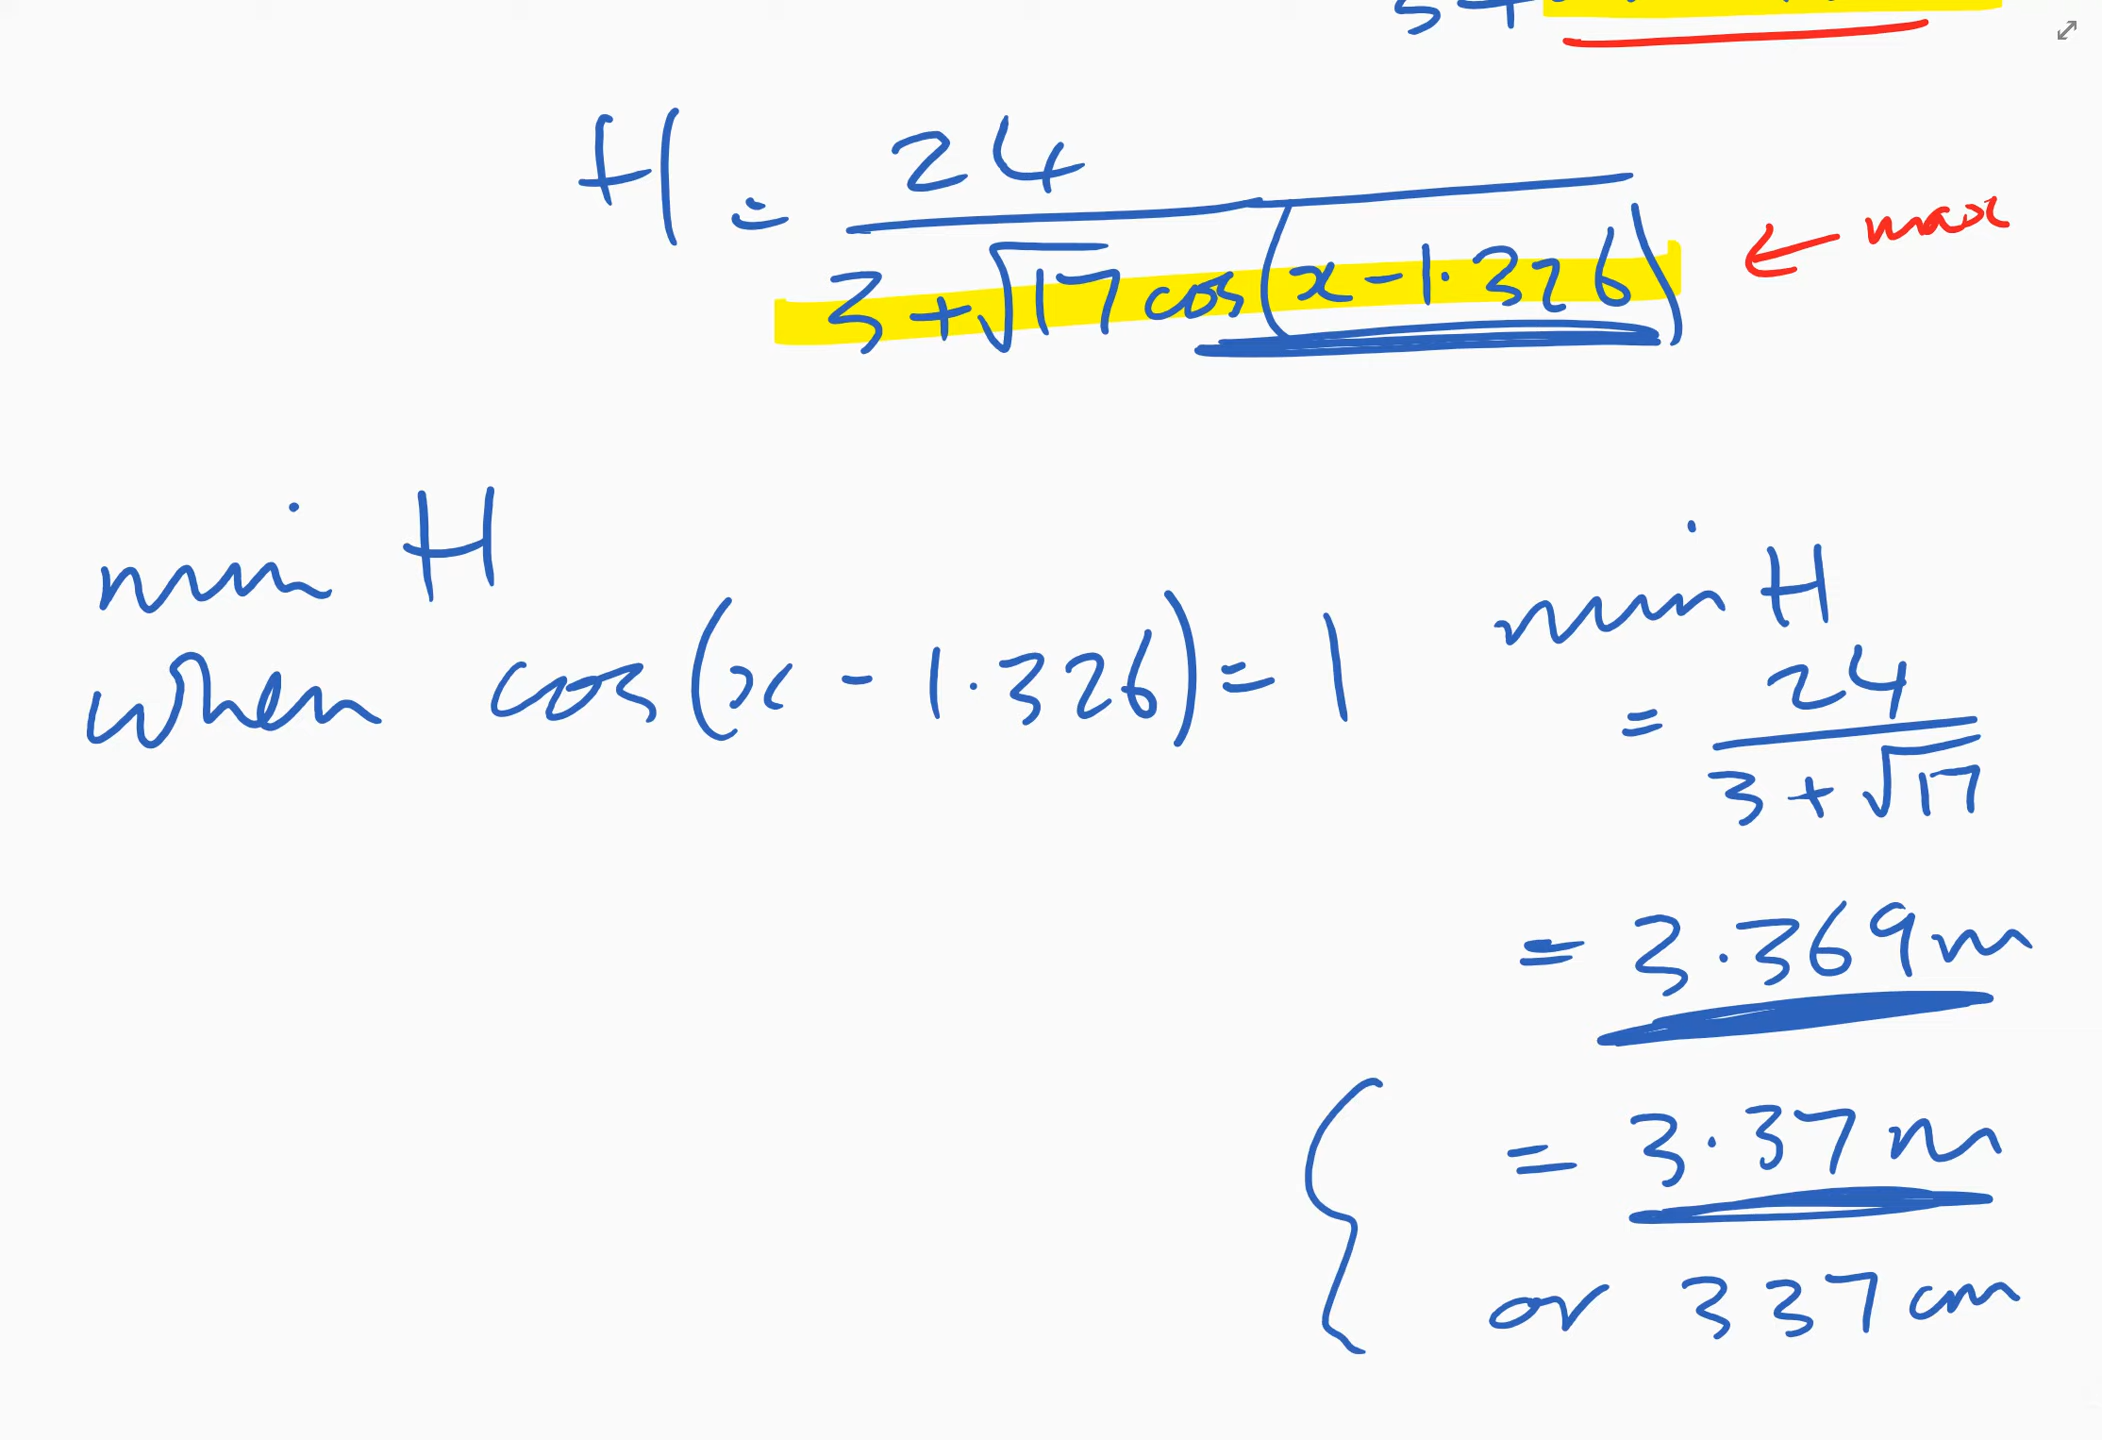 H = 24 / (3 + √17 cos(x - 1.326)) ← max
min H
when cos(x - 1.326) = 1
min H
= 24 / (3 + √17)
= 3.369m
= 3.37m
or 337cm